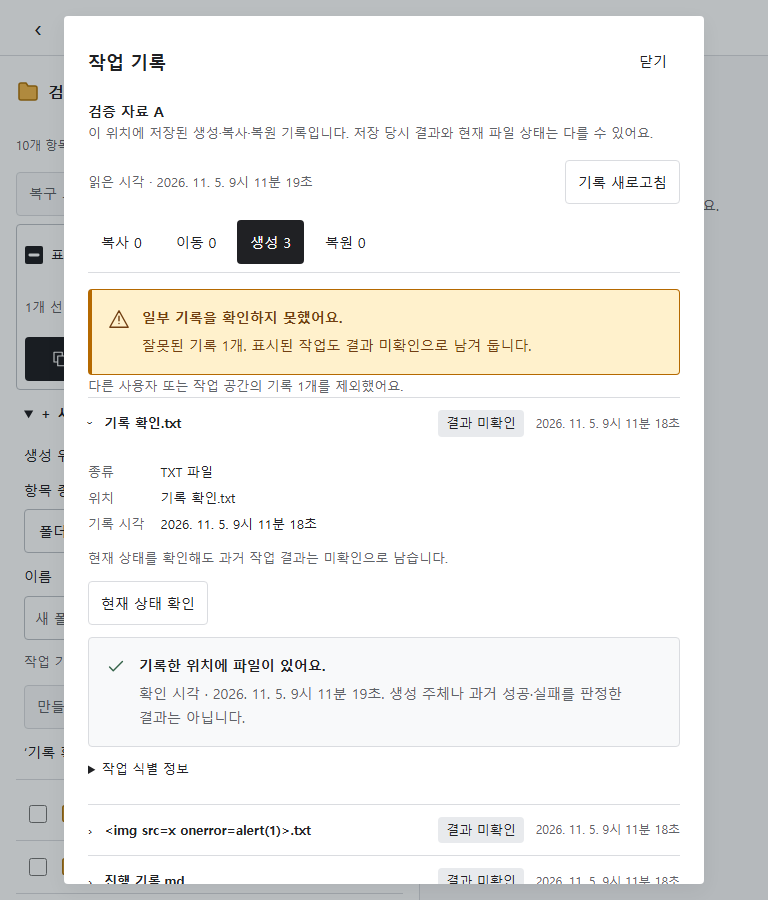 작업 기록
닫기
검증 자료 A
이 위치에 저장된 생성·복사·복원 기록입니다. 저장 당시 결과와 현재 파일 상태는 다를 수 있어요.
읽은 시각 · 2026. 11. 5. 9시 11분 19초
기록 새로고침
복사 0
이동 0
생성 3
복원 0
일부 기록을 확인하지 못했어요.
잘못된 기록 1개. 표시된 작업도 결과 미확인으로 남겨 둡니다.
다른 사용자 또는 작업 공간의 기록 1개를 제외했어요.
기록 확인.txt
결과 미확인
2026. 11. 5. 9시 11분 18초
종류 TXT 파일
위치 기록 확인.txt
기록 시각 2026. 11. 5. 9시 11분 18초
현재 상태를 확인해도 과거 작업 결과는 미확인으로 남습니다.
현재 상태 확인
기록한 위치에 파일이 있어요.
확인 시각 · 2026. 11. 5. 9시 11분 19초. 생성 주체나 과거 성공·실패를 판정한
결과는 아닙니다.
작업 식별 정보
<img src=x onerror=alert(1)>.txt
결과 미확인
2026. 11. 5. 9시 11분 18초
진행 기록.md
결과 미확인
2026. 11. 5. 9시 11분 18초
10개 항목
복구
표
1개 선
+
생성
항목
폴더
이름
새 폴
작업
만들
'기록
요.